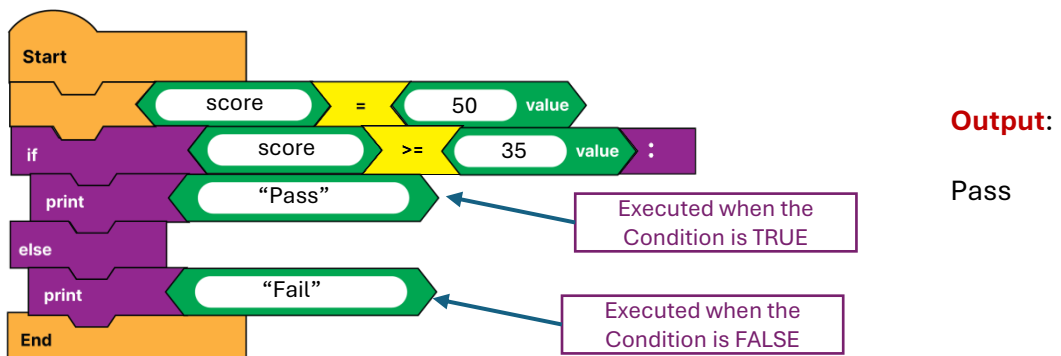 Start
score = 50 value
if score >= 35 value :
print “Pass”
else
print “Fail”
End
Executed when the
Condition is TRUE
Executed when the
Condition is FALSE
Output:
Pass